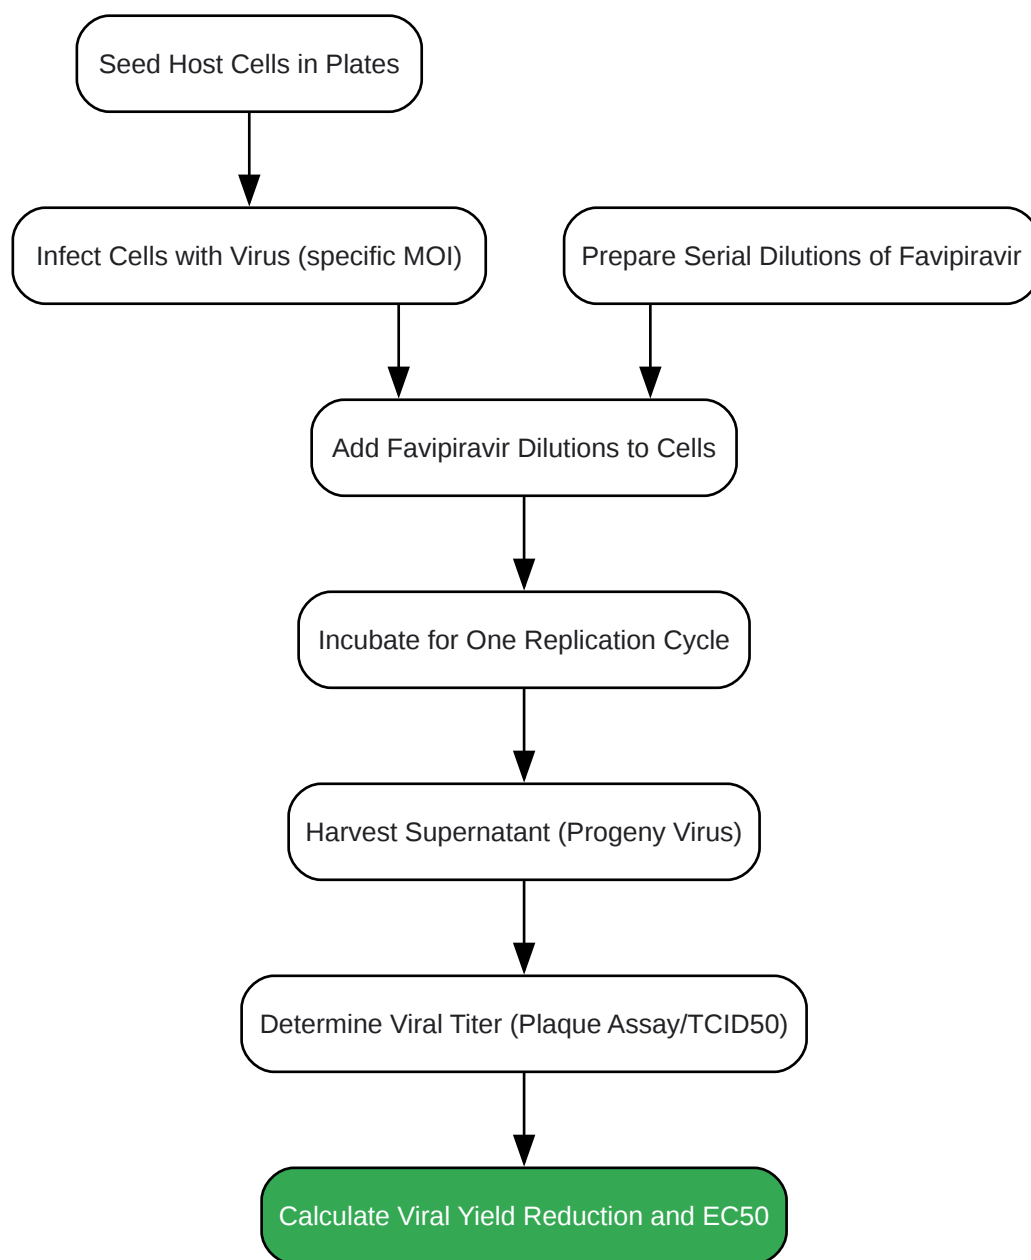 Seed Host Cells in Plates
Infect Cells with Virus (specific MOI)
Prepare Serial Dilutions of Favipiravir
Add Favipiravir Dilutions to Cells
Incubate for One Replication Cycle
Harvest Supernatant (Progeny Virus)
Determine Viral Titer (Plaque Assay/TCID50)
Calculate Viral Yield Reduction and EC50